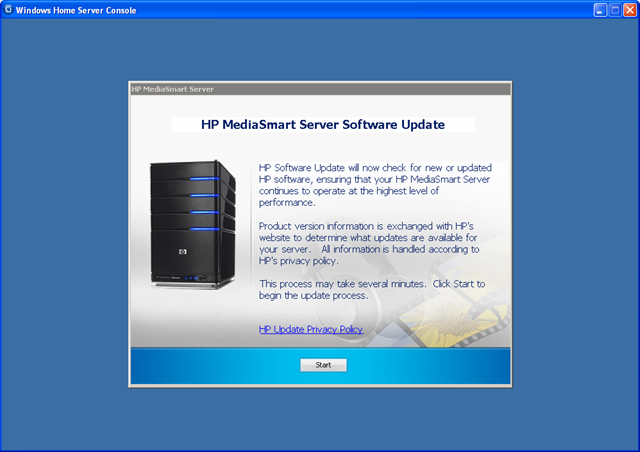 Windows Home Server Console
HP MediaSmart Server
HP MediaSmart Server Software Update
HP Software Update will now check for new or updated
HP software, ensuring that your HP MediaSmart Server
continues to operate at the highest level of
performance.
Product version information is exchanged with HP's
website to determine what updates are available for
your server.  All information is handled according to
HP's privacy policy.
This process may take several minutes.  Click Start to
begin the update process.
HP Update Privacy Policy
Start